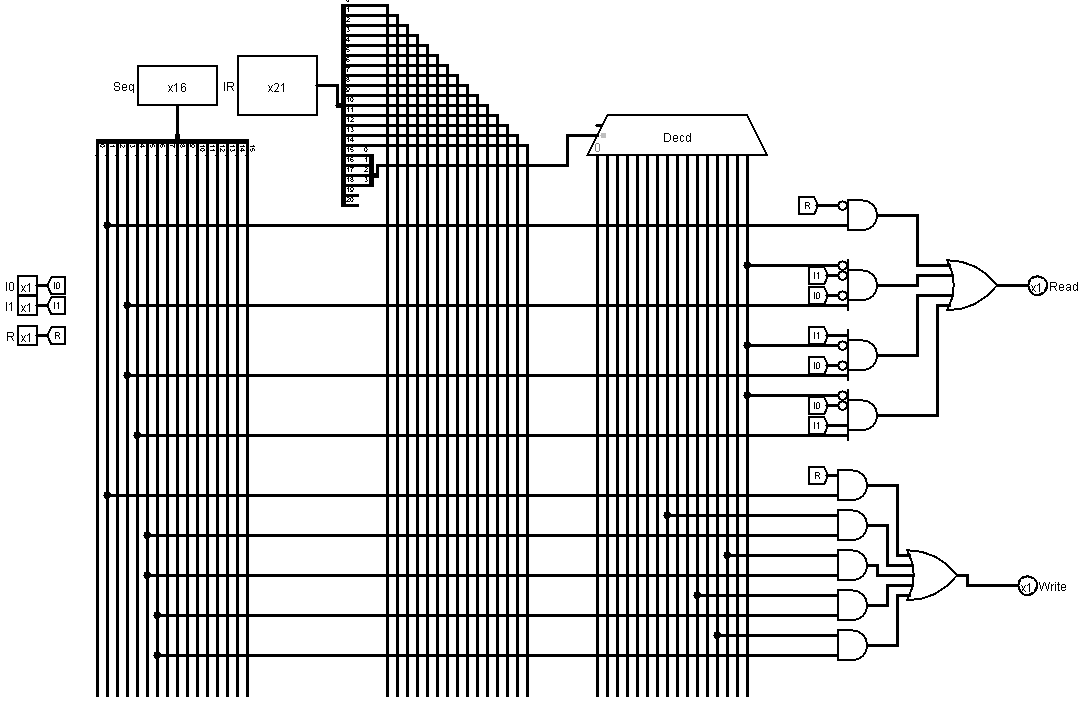 Seq x16
IR x21
0 1 2 3 4 5 6 7 8 9 10 11 12 13 14 15
1
2
3
4
5
6
7
8
9
10
11
12
13
14
15 0
16 1
17 2
18 3
19
20
Decd
0
R
I1
I0
x1 Read
I0 x1 I0
I1 x1 I1
R x1 R
I1
I0
I0
I1
R
x1 Write